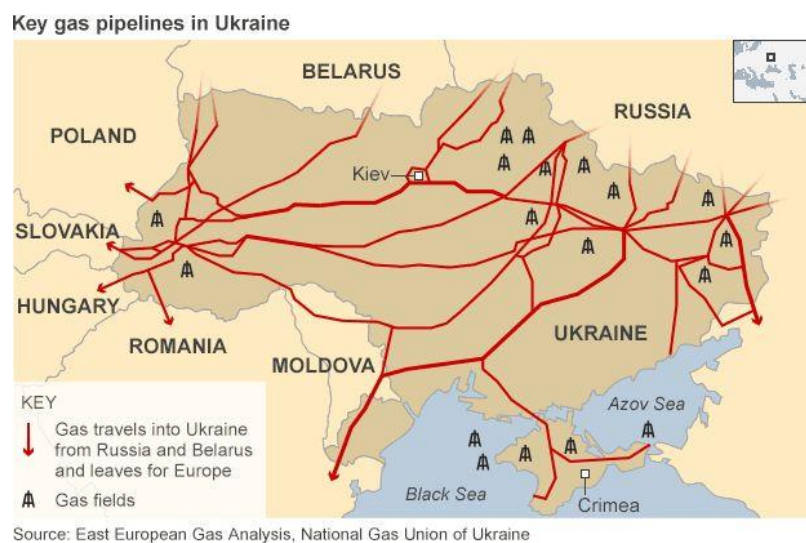 Key gas pipelines in Ukraine
BELARUS
RUSSIA
POLAND
Kiev
SLOVAKIA
HUNGARY
ROMANIA
MOLDOVA
UKRAINE
Azov Sea
Black Sea
Crimea
KEY
Gas travels into Ukraine
from Russia and Belarus
and leaves for Europe
Gas fields
Source: East European Gas Analysis, National Gas Union of Ukraine